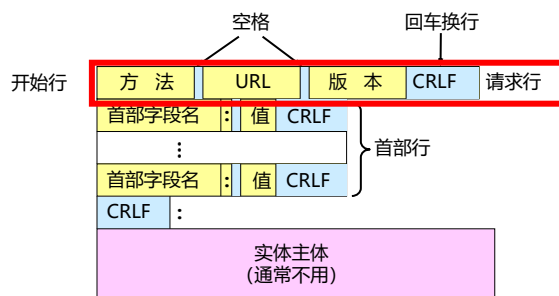 空格
回车换行
开始行
方 法
URL
版 本
CRLF
请求行
首部字段名 : 值 CRLF
⋮
首部行
首部字段名 : 值 CRLF
CRLF :
实体主体
(通常不用)